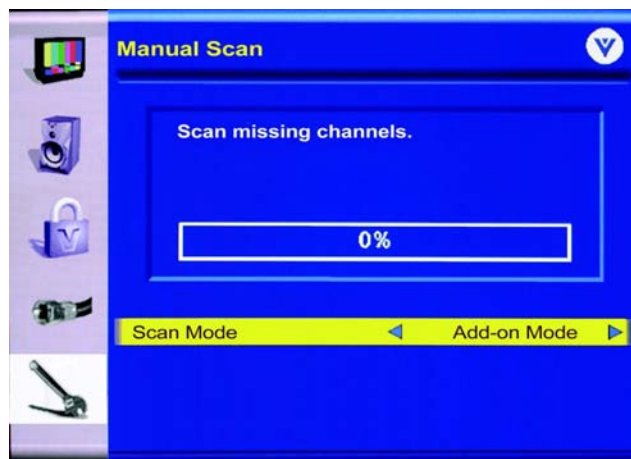 Manual Scan
V
Scan missing channels.
0%
V
Scan Mode Add-on Mode